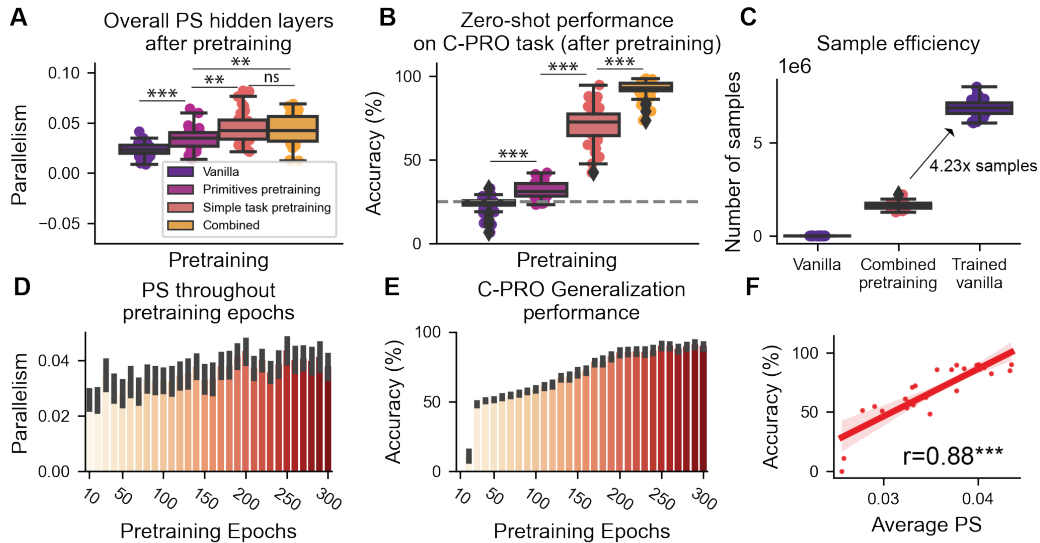 A
Overall PS hidden layers
after pretraining
Parallelism
0.10
0.05
0.00
−0.05
***
**
**
ns
Vanilla
Primitives pretraining
Simple task pretraining
Combined
Pretraining
B
Zero-shot performance
on C-PRO task (after pretraining)
Accuracy (%)
100
50
0
***
***
***
Pretraining
C
Sample efficiency
1e6
Number of samples
5
0
4.23x samples
Vanilla
Combined
pretraining
Trained
vanilla
D
PS throughout
pretraining epochs
Parallelism
0.04
0.02
0.00
10
50
100
150
200
250
300
Pretraining Epochs
E
C-PRO Generalization
performance
Accuracy (%)
100
50
0
10
50
100
150
200
250
300
Pretraining Epochs
F
Accuracy (%)
100
50
0
r=0.88***
0.03
0.04
Average PS